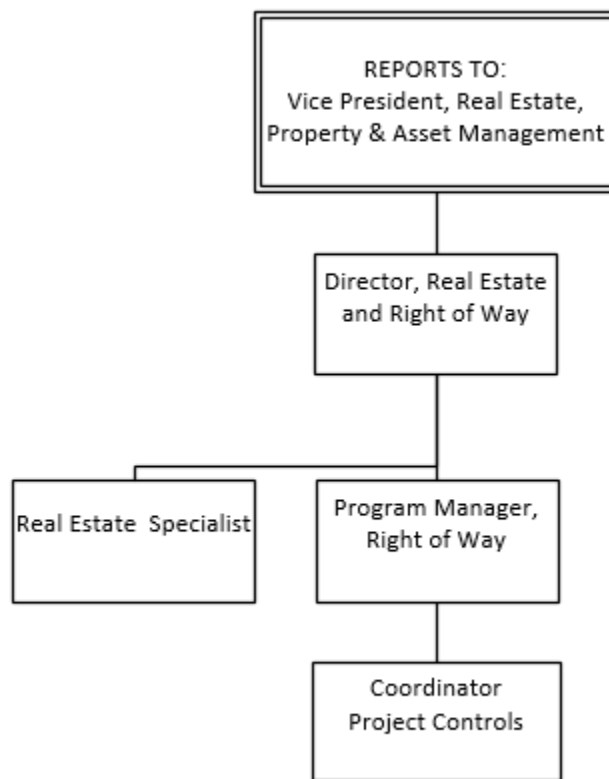 REPORTS TO:
Vice President, Real Estate,
Property & Asset Management
Director, Real Estate
and Right of Way
Real Estate  Specialist
Program Manager,
Right of Way
Coordinator
Project Controls